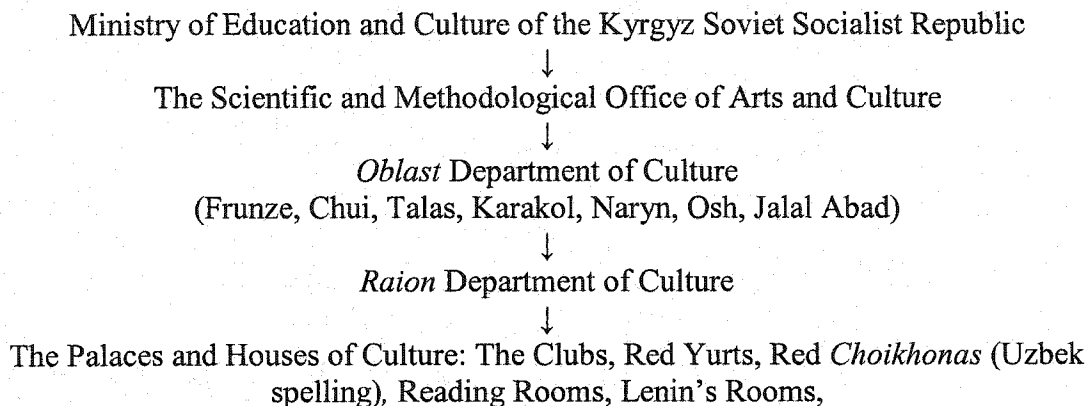 Ministry of Education and Culture of the Kyrgyz Soviet Socialist Republic
↓
The Scientific and Methodological Office of Arts and Culture
↓
Oblast Department of Culture
(Frunze, Chui, Talas, Karakol, Naryn, Osh, Jalal Abad)
↓
Raion Department of Culture
↓
The Palaces and Houses of Culture: The Clubs, Red Yurts, Red Choikhonas (Uzbek
spelling), Reading Rooms, Lenin's Rooms,